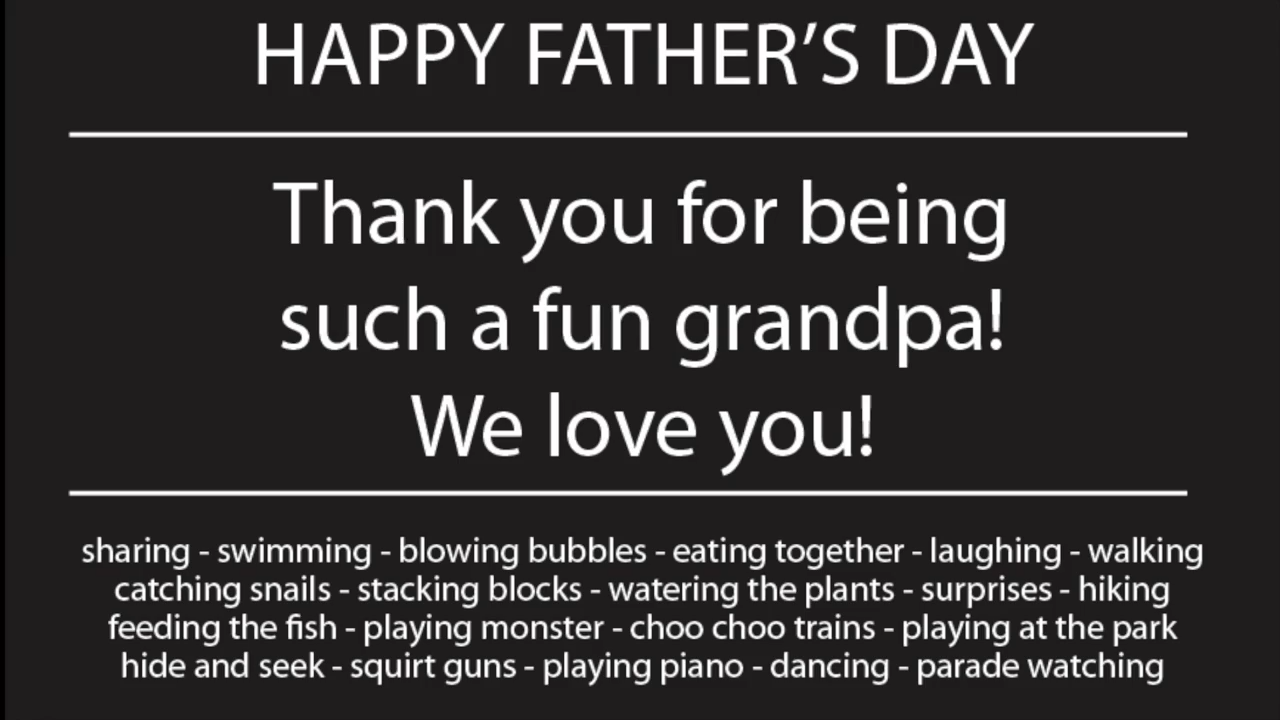 HAPPY FATHER’S DAY
Thank you for being
such a fun grandpa!
We love you!
sharing - swimming - blowing bubbles - eating together - laughing - walking
catching snails - stacking blocks - watering the plants - surprises - hiking
feeding the fish - playing monster - choo choo trains - playing at the park
hide and seek - squirt guns - playing piano - dancing - parade watching